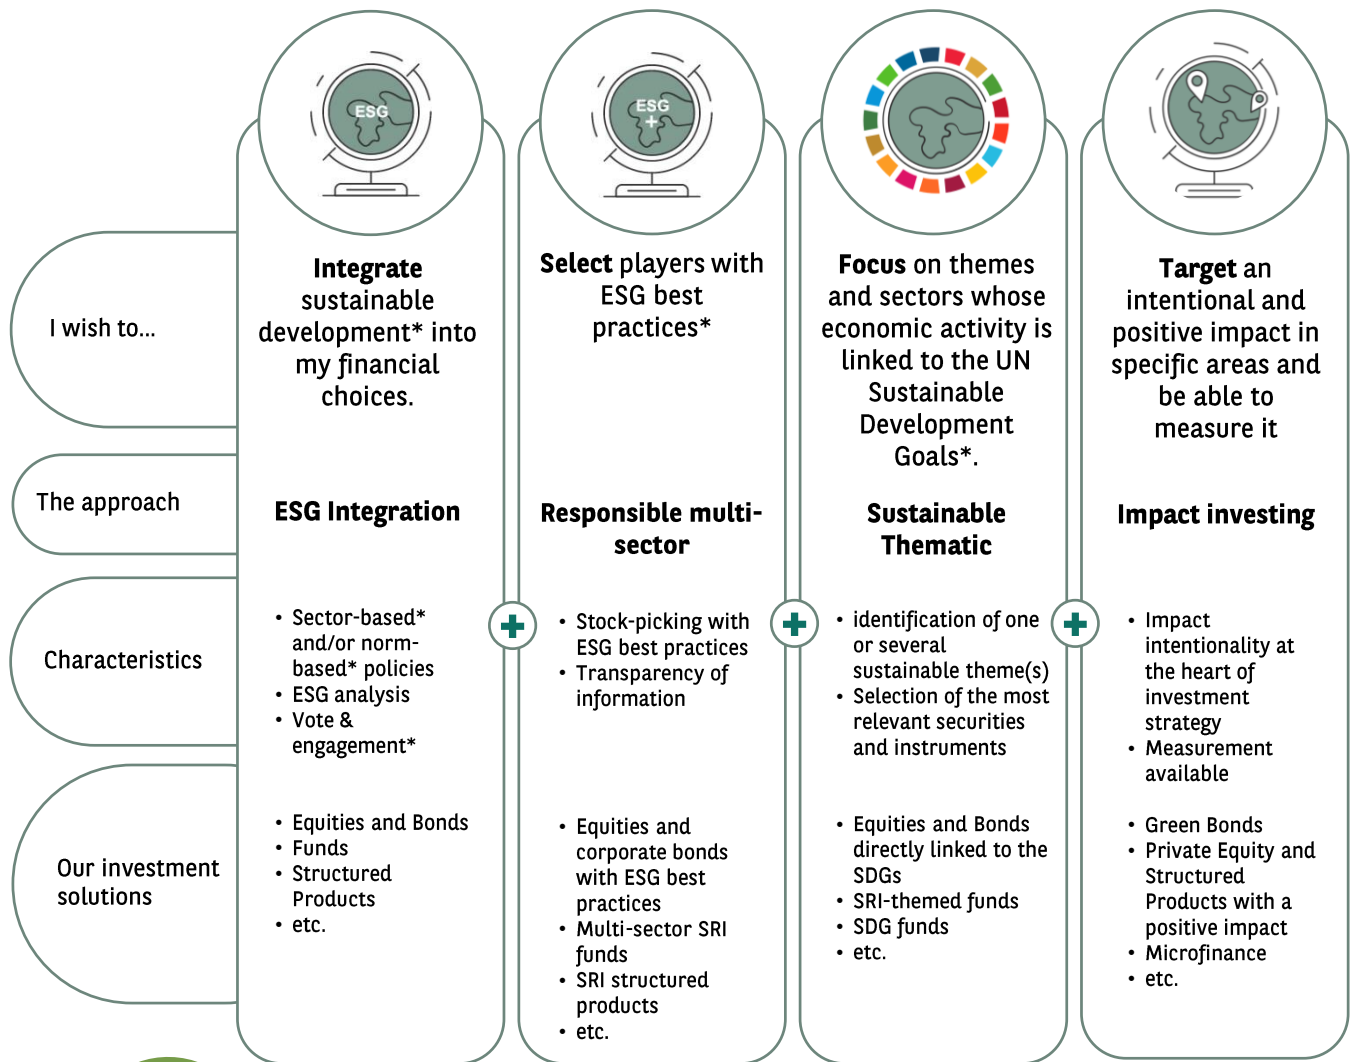 ESG
ESG
+
I wish to...
Integrate
sustainable
development* into
my financial
choices.
Select players with
ESG best
practices*
Focus on themes
and sectors whose
economic activity is
linked to the UN
Sustainable
Development
Goals*.
Target an
intentional and
positive impact in
specific areas and
be able to
measure it
The approach
ESG Integration
Responsible multi-
sector
Sustainable
Thematic
Impact investing
Characteristics
• Sector-based*
and/or norm-
based* policies
• ESG analysis
• Vote &
engagement*
+
• Stock-picking with
ESG best practices
• Transparency of
information
+
• identification of one
or several
sustainable theme(s)
• Selection of the most
relevant securities
and instruments
+
• Impact
intentionality at
the heart of
investment
strategy
• Measurement
available
Our investment
solutions
• Equities and Bonds
• Funds
• Structured
Products
• etc.
• Equities and
corporate bonds
with ESG best
practices
• Multi-sector SRI
funds
• SRI structured
products
• etc.
• Equities and Bonds
directly linked to the
SDGs
• SRI-themed funds
• SDG funds
• etc.
• Green Bonds
• Private Equity and
Structured
Products with a
positive impact
• Microfinance
• etc.